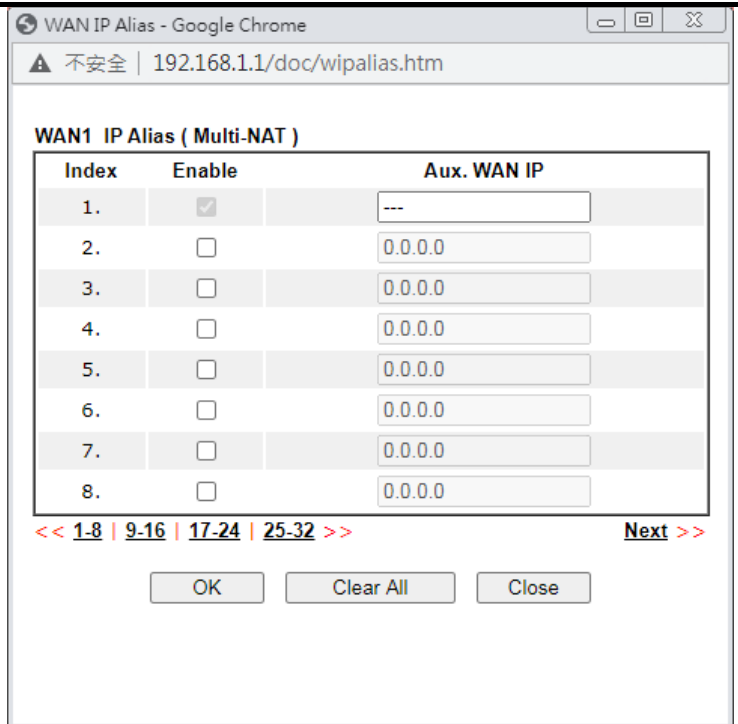 WAN IP Alias - Google Chrome
不安全 | 192.168.1.1/doc/wipalias.htm
WAN1 IP Alias ( Multi-NAT )
Index Enable Aux. WAN IP
1. ---
2. 0.0.0.0
3. 0.0.0.0
4. 0.0.0.0
5. 0.0.0.0
6. 0.0.0.0
7. 0.0.0.0
8. 0.0.0.0
<< 1-8 | 9-16 | 17-24 | 25-32 >> Next >>
OK Clear All Close